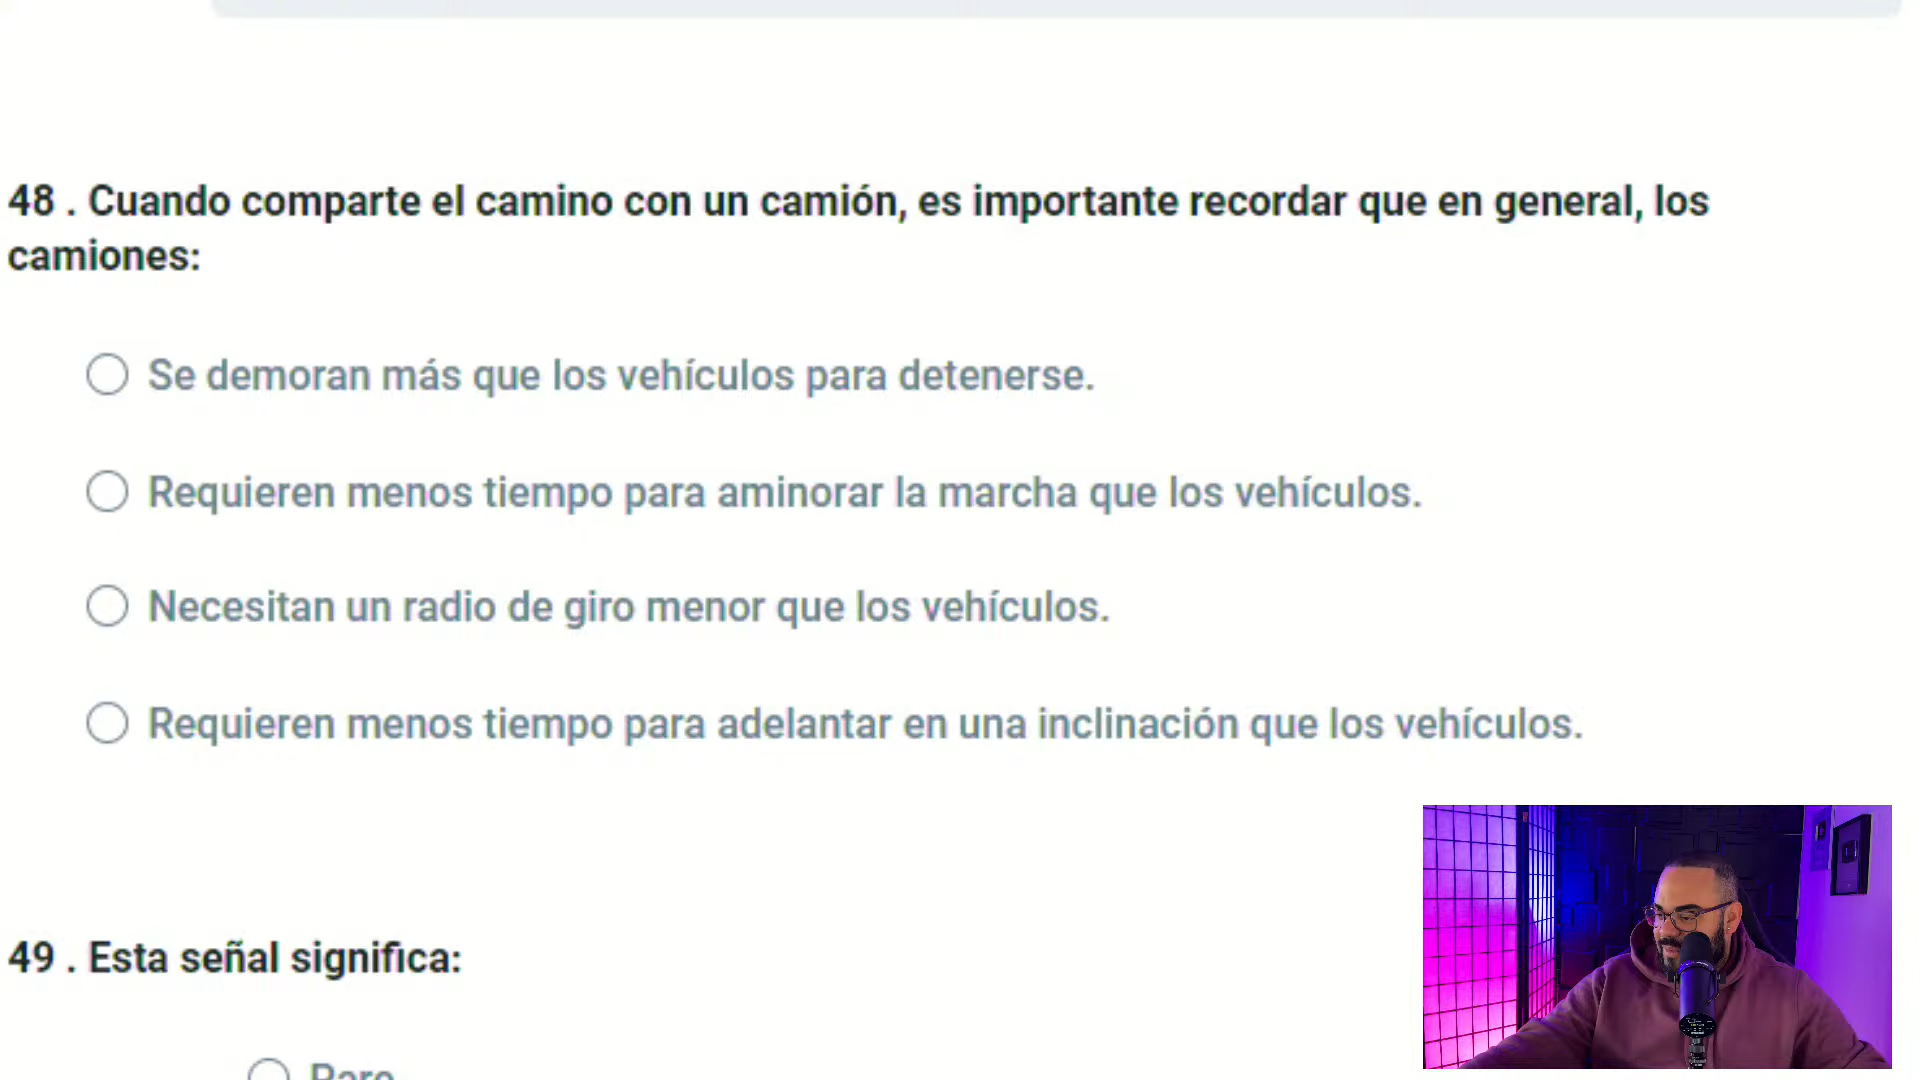 48 . Cuando comparte el camino con un camión, es importante recordar que en general, los
camiones:
Se demoran más que los vehículos para detenerse.
Requieren menos tiempo para aminorar la marcha que los vehículos.
Necesitan un radio de giro menor que los vehículos.
Requieren menos tiempo para adelantar en una inclinación que los vehículos.
49 . Esta señal significa:
Pare